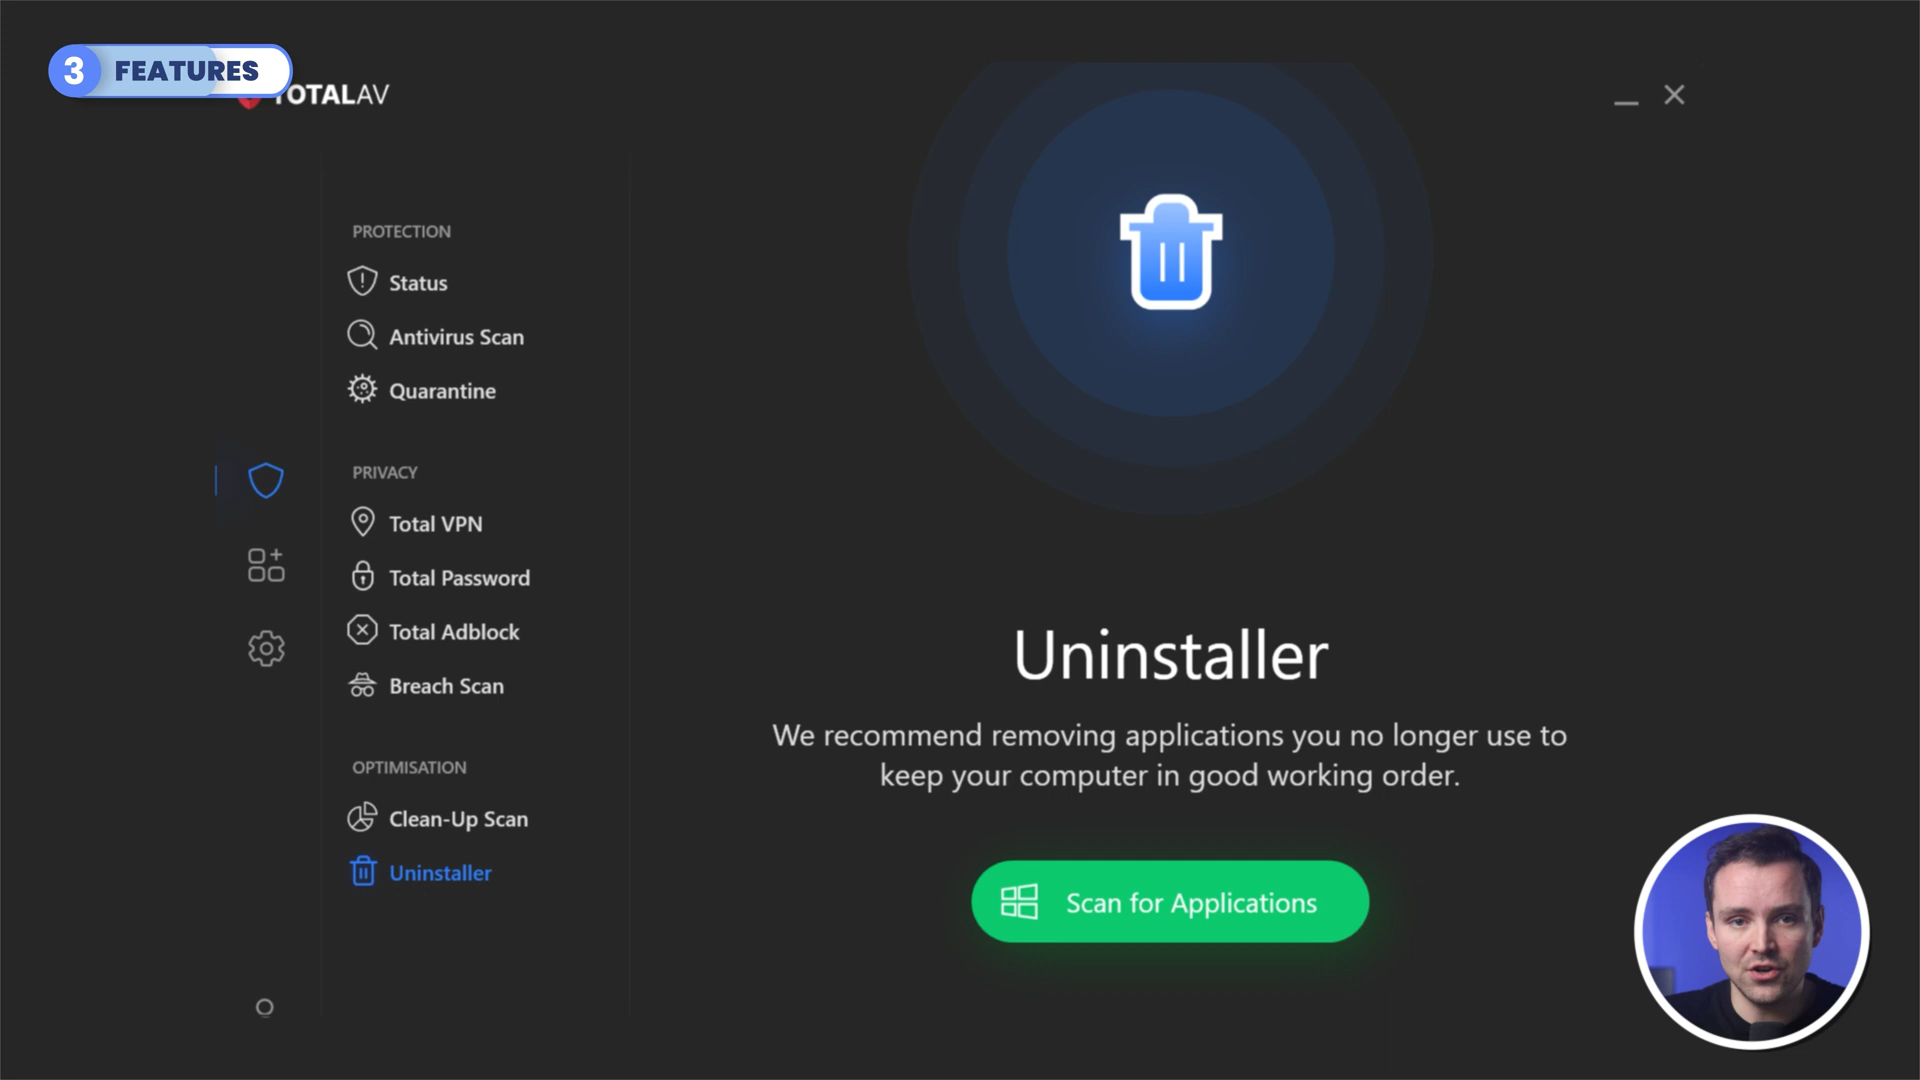 3 FEATURES
TOTALAV
PROTECTION
Status
Antivirus Scan
Quarantine
PRIVACY
Total VPN
Total Password
Total Adblock
Breach Scan
OPTIMISATION
Clean-Up Scan
Uninstaller
Uninstaller
We recommend removing applications you no longer use to
keep your computer in good working order.
Scan for Applications